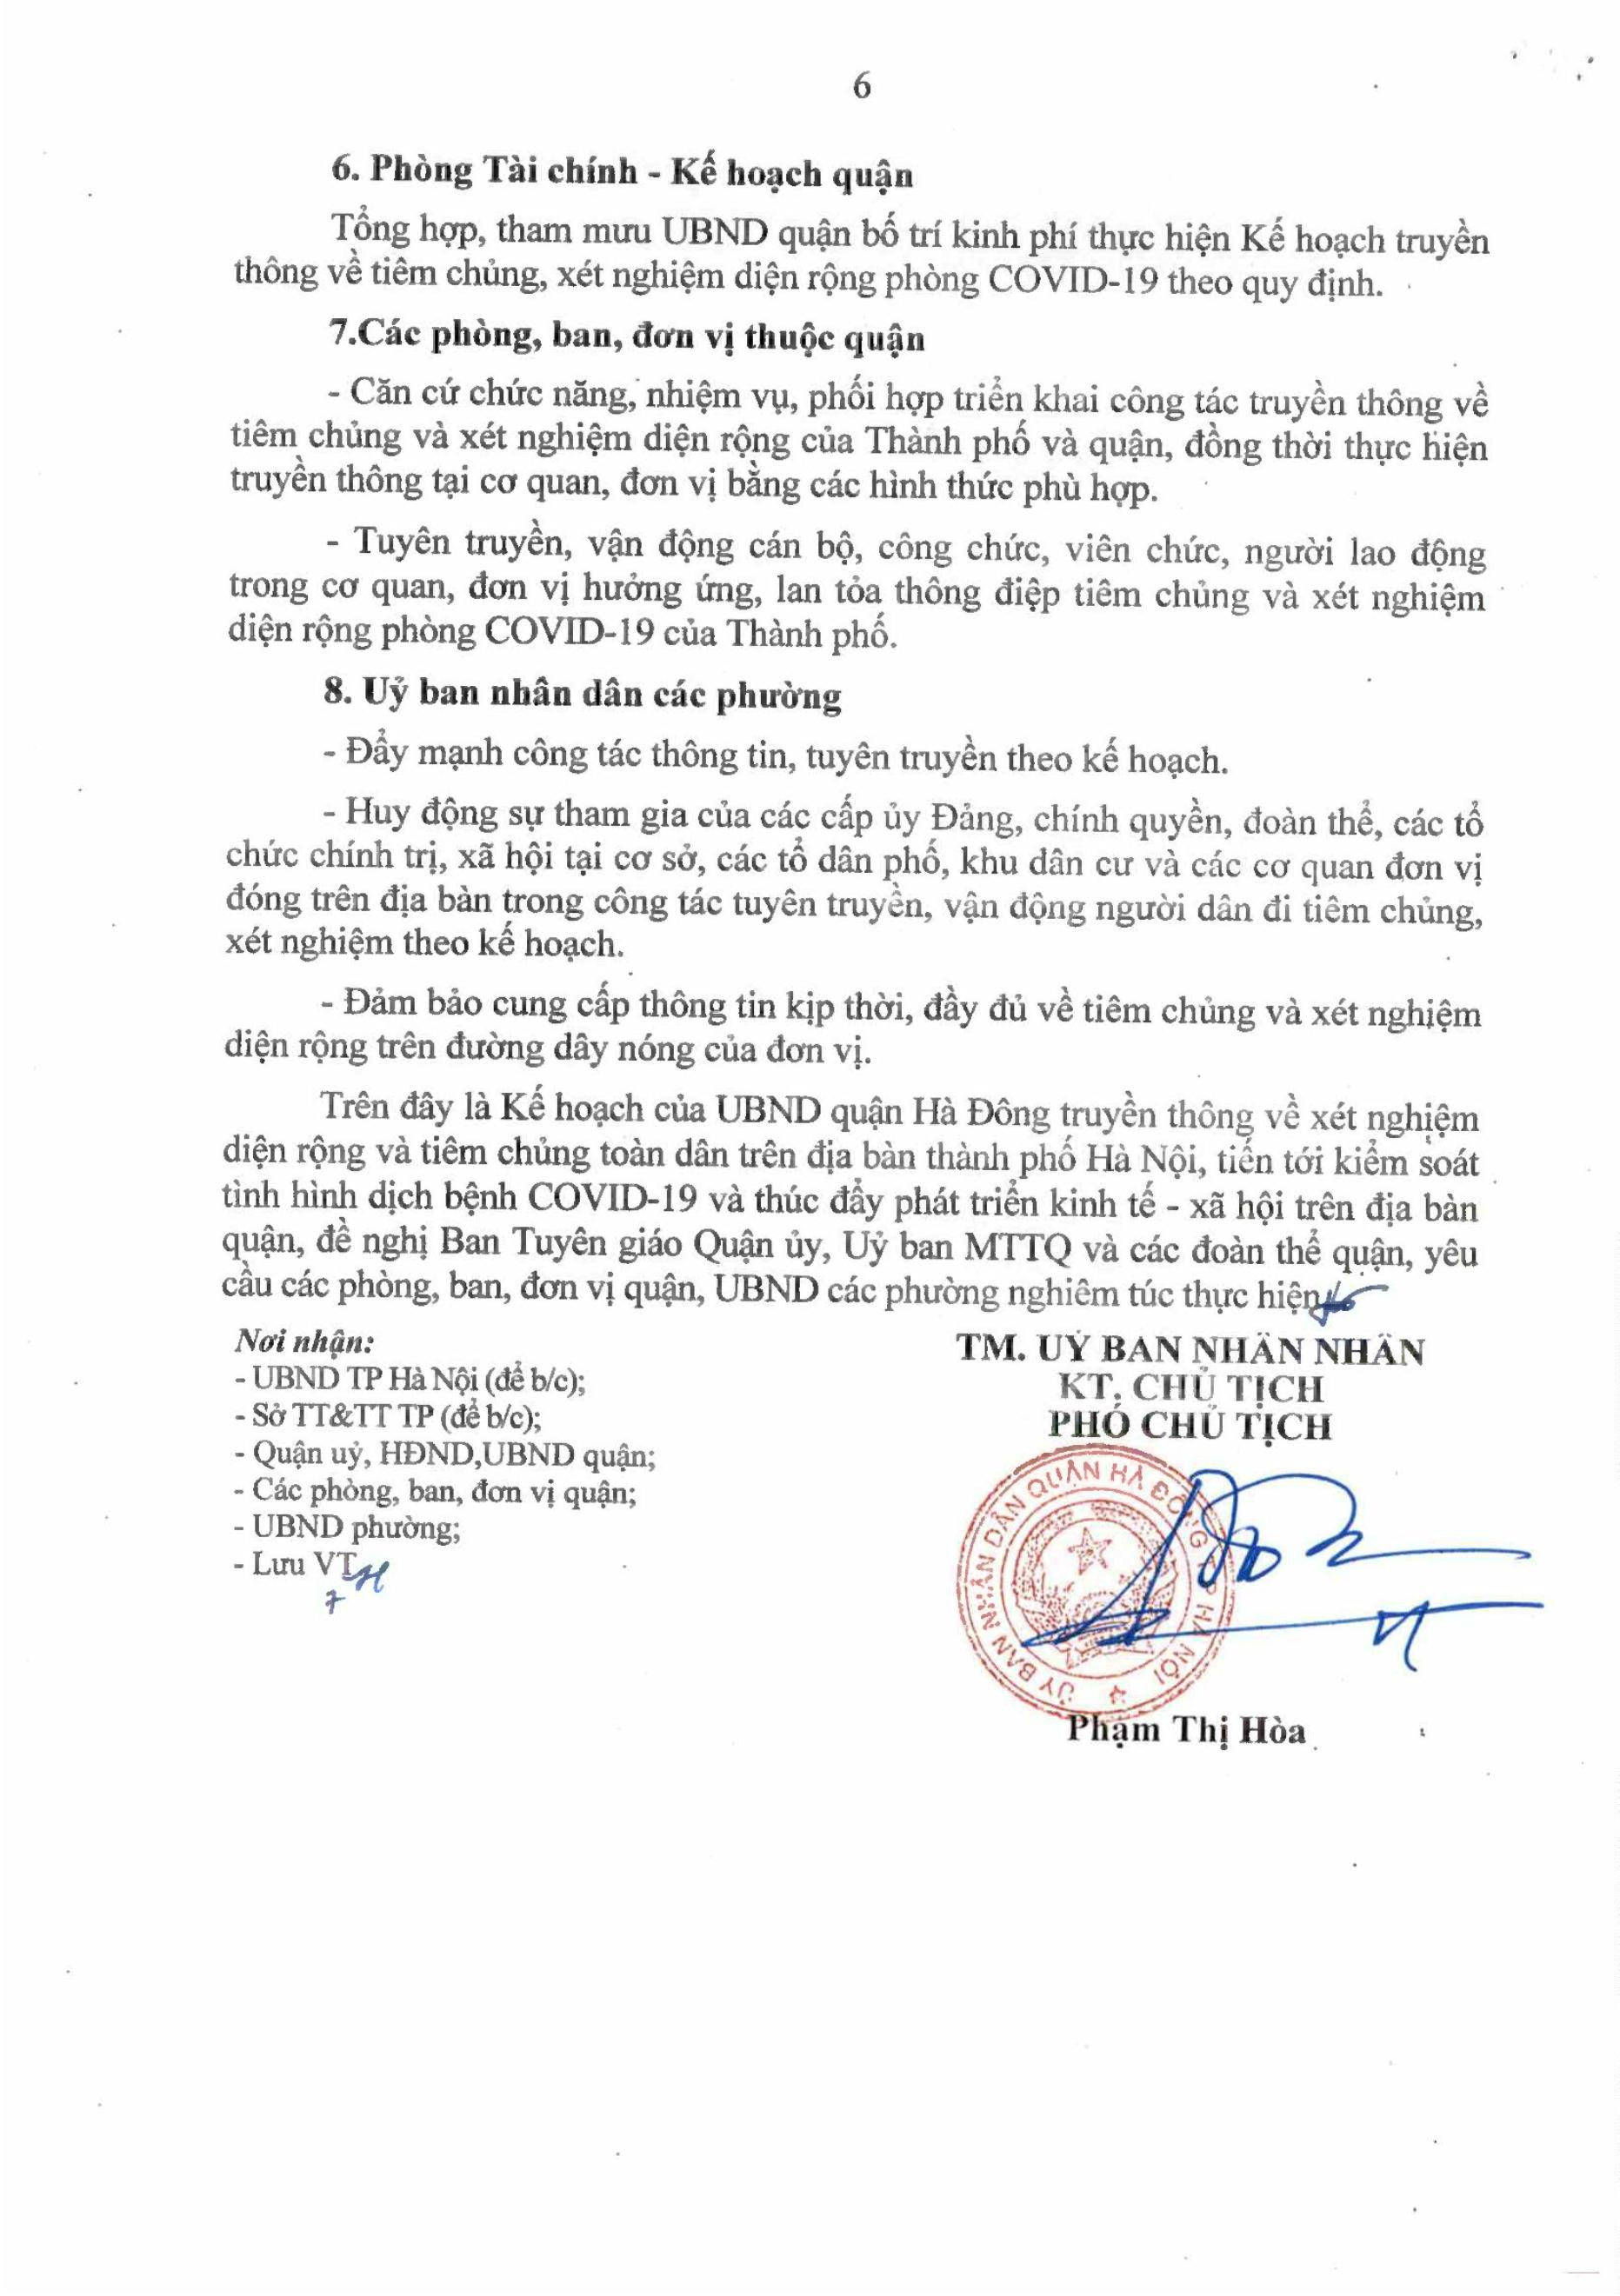 6
6. Phòng Tài chính - Kế hoạch quận
Tổng hợp, tham mưu UBND quận bố trí kinh phí thực hiện Kế hoạch truyền
thông về tiêm chủng, xét nghiệm diện rộng phòng COVID-19 theo quy định.
7.Các phòng, ban, đơn vị thuộc quận
- Căn cứ chức năng, nhiệm vụ, phối hợp triển khai công tác truyền thông về
tiêm chủng và xét nghiệm diện rộng của Thành phố và quận, đồng thời thực hiện
truyền thông tại cơ quan, đơn vị bằng các hình thức phù hợp.
- Tuyên truyền, vận động cán bộ, công chức, viên chức, người lao động
trong cơ quan, đơn vị hưởng ứng, lan tỏa thông điệp tiêm chủng và xét nghiệm
diện rộng phòng COVID-19 của Thành phố.
8. Uỷ ban nhân dân các phường
- Đẩy mạnh công tác thông tin, tuyên truyền theo kế hoạch.
- Huy động sự tham gia của các cấp ủy Đảng, chính quyền, đoàn thể, các tổ
chức chính trị, xã hội tại cơ sở, các tổ dân phố, khu dân cư và các cơ quan đơn vị
đóng trên địa bàn trong công tác tuyên truyền, vận động người dân đi tiêm chủng,
xét nghiệm theo kế hoạch.
- Đảm bảo cung cấp thông tin kịp thời, đầy đủ về tiêm chủng và xét nghiệm
diện rộng trên đường dây nóng của đơn vị.
Trên đây là Kế hoạch của UBND quận Hà Đông truyền thông về xét nghiệm
diện rộng và tiêm chủng toàn dân trên địa bàn thành phố Hà Nội, tiến tới kiểm soát
tình hình dịch bệnh COVID-19 và thúc đẩy phát triển kinh tế - xã hội trên địa bàn
quận, đề nghị Ban Tuyên giáo Quận ủy, Uỷ ban MTTQ và các đoàn thể quận, yêu
cầu các phòng, ban, đơn vị quận, UBND các phường nghiêm túc thực hiện
Nơi nhận:
- UBND TP Hà Nội (để b/c);
- Sở TT&TT TP (để b/c);
- Quận uỷ, HĐND,UBND quận;
- Các phòng, ban, đơn vị quận;
- UBND phường;
- Lưu VT
7
TM. UỶ BAN NHÂN NHÂN
KT. CHỦ TỊCH
PHÓ CHỦ TỊCH
ỦY BAN NHÂN DÂN QUẬN HÀ ĐÔNG T.P HÀ NỘI
Phạm Thị Hòa